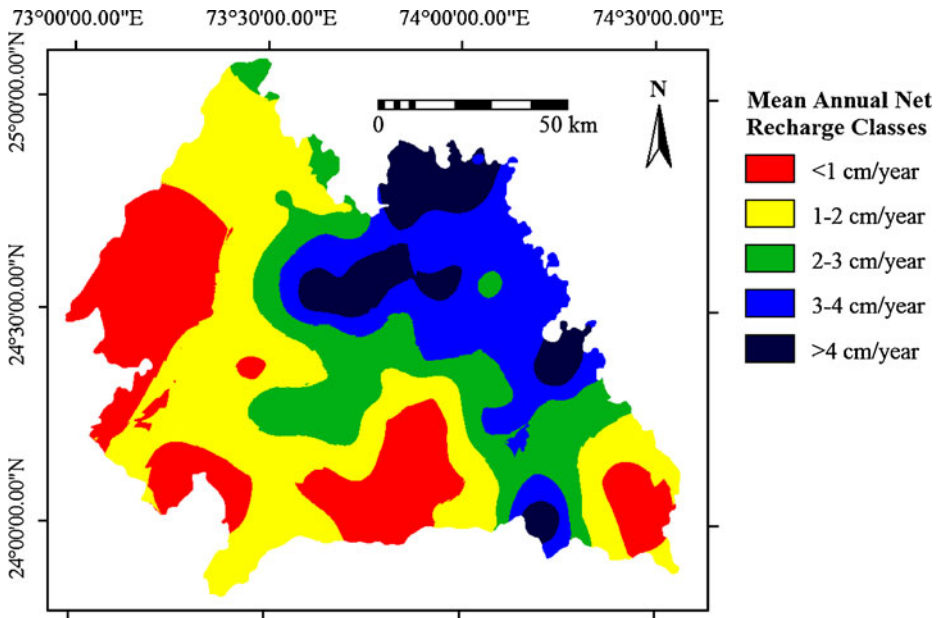 73°00'00.00"E 73°30'00.00"E 74°00'00.00"E 74°30'00.00"E
25°00'00.00"N
24°30'00.00"N
24°00'00.00"N
0 50 km
N
Mean Annual Net
Recharge Classes
<1 cm/year
1-2 cm/year
2-3 cm/year
3-4 cm/year
>4 cm/year